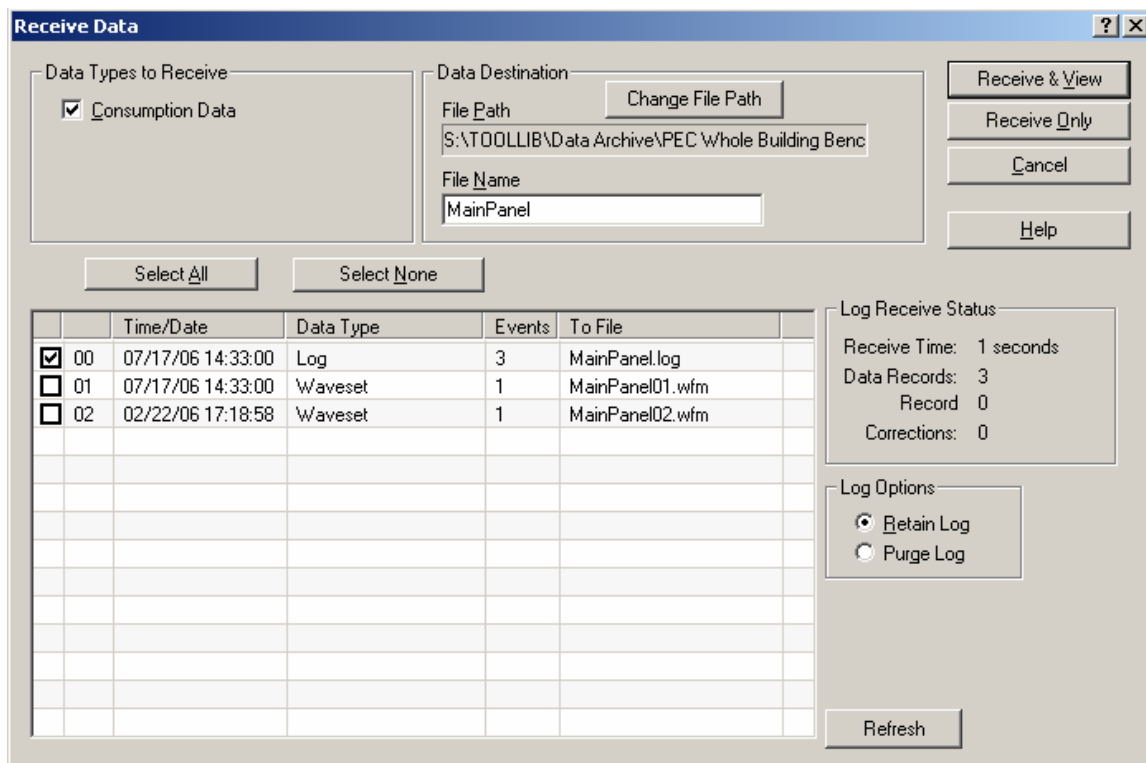 Receive Data
Data Types to Receive
Consumption Data
Data Destination
File Path
Change File Path
S:\TOOLLIB\Data Archive\PEC Whole Building Benc
File Name
MainPanel
Receive & View
Receive Only
Cancel
Help
Select All
Select None
Time/Date Data Type Events To File
00 07/17/06 14:33:00 Log 3 MainPanel.log
01 07/17/06 14:33:00 Waveset 1 MainPanel01.wfm
02 02/22/06 17:18:58 Waveset 1 MainPanel02.wfm
Log Receive Status
Receive Time: 1 seconds
Data Records: 3
Record 0
Corrections: 0
Log Options
Retain Log
Purge Log
Refresh